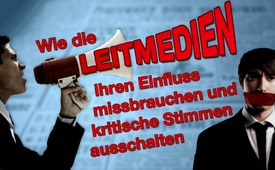 Wie die
LEITMEDIEN
Ihren Einfluss
missbrauchen und
kritische Stimmen
ausschalten